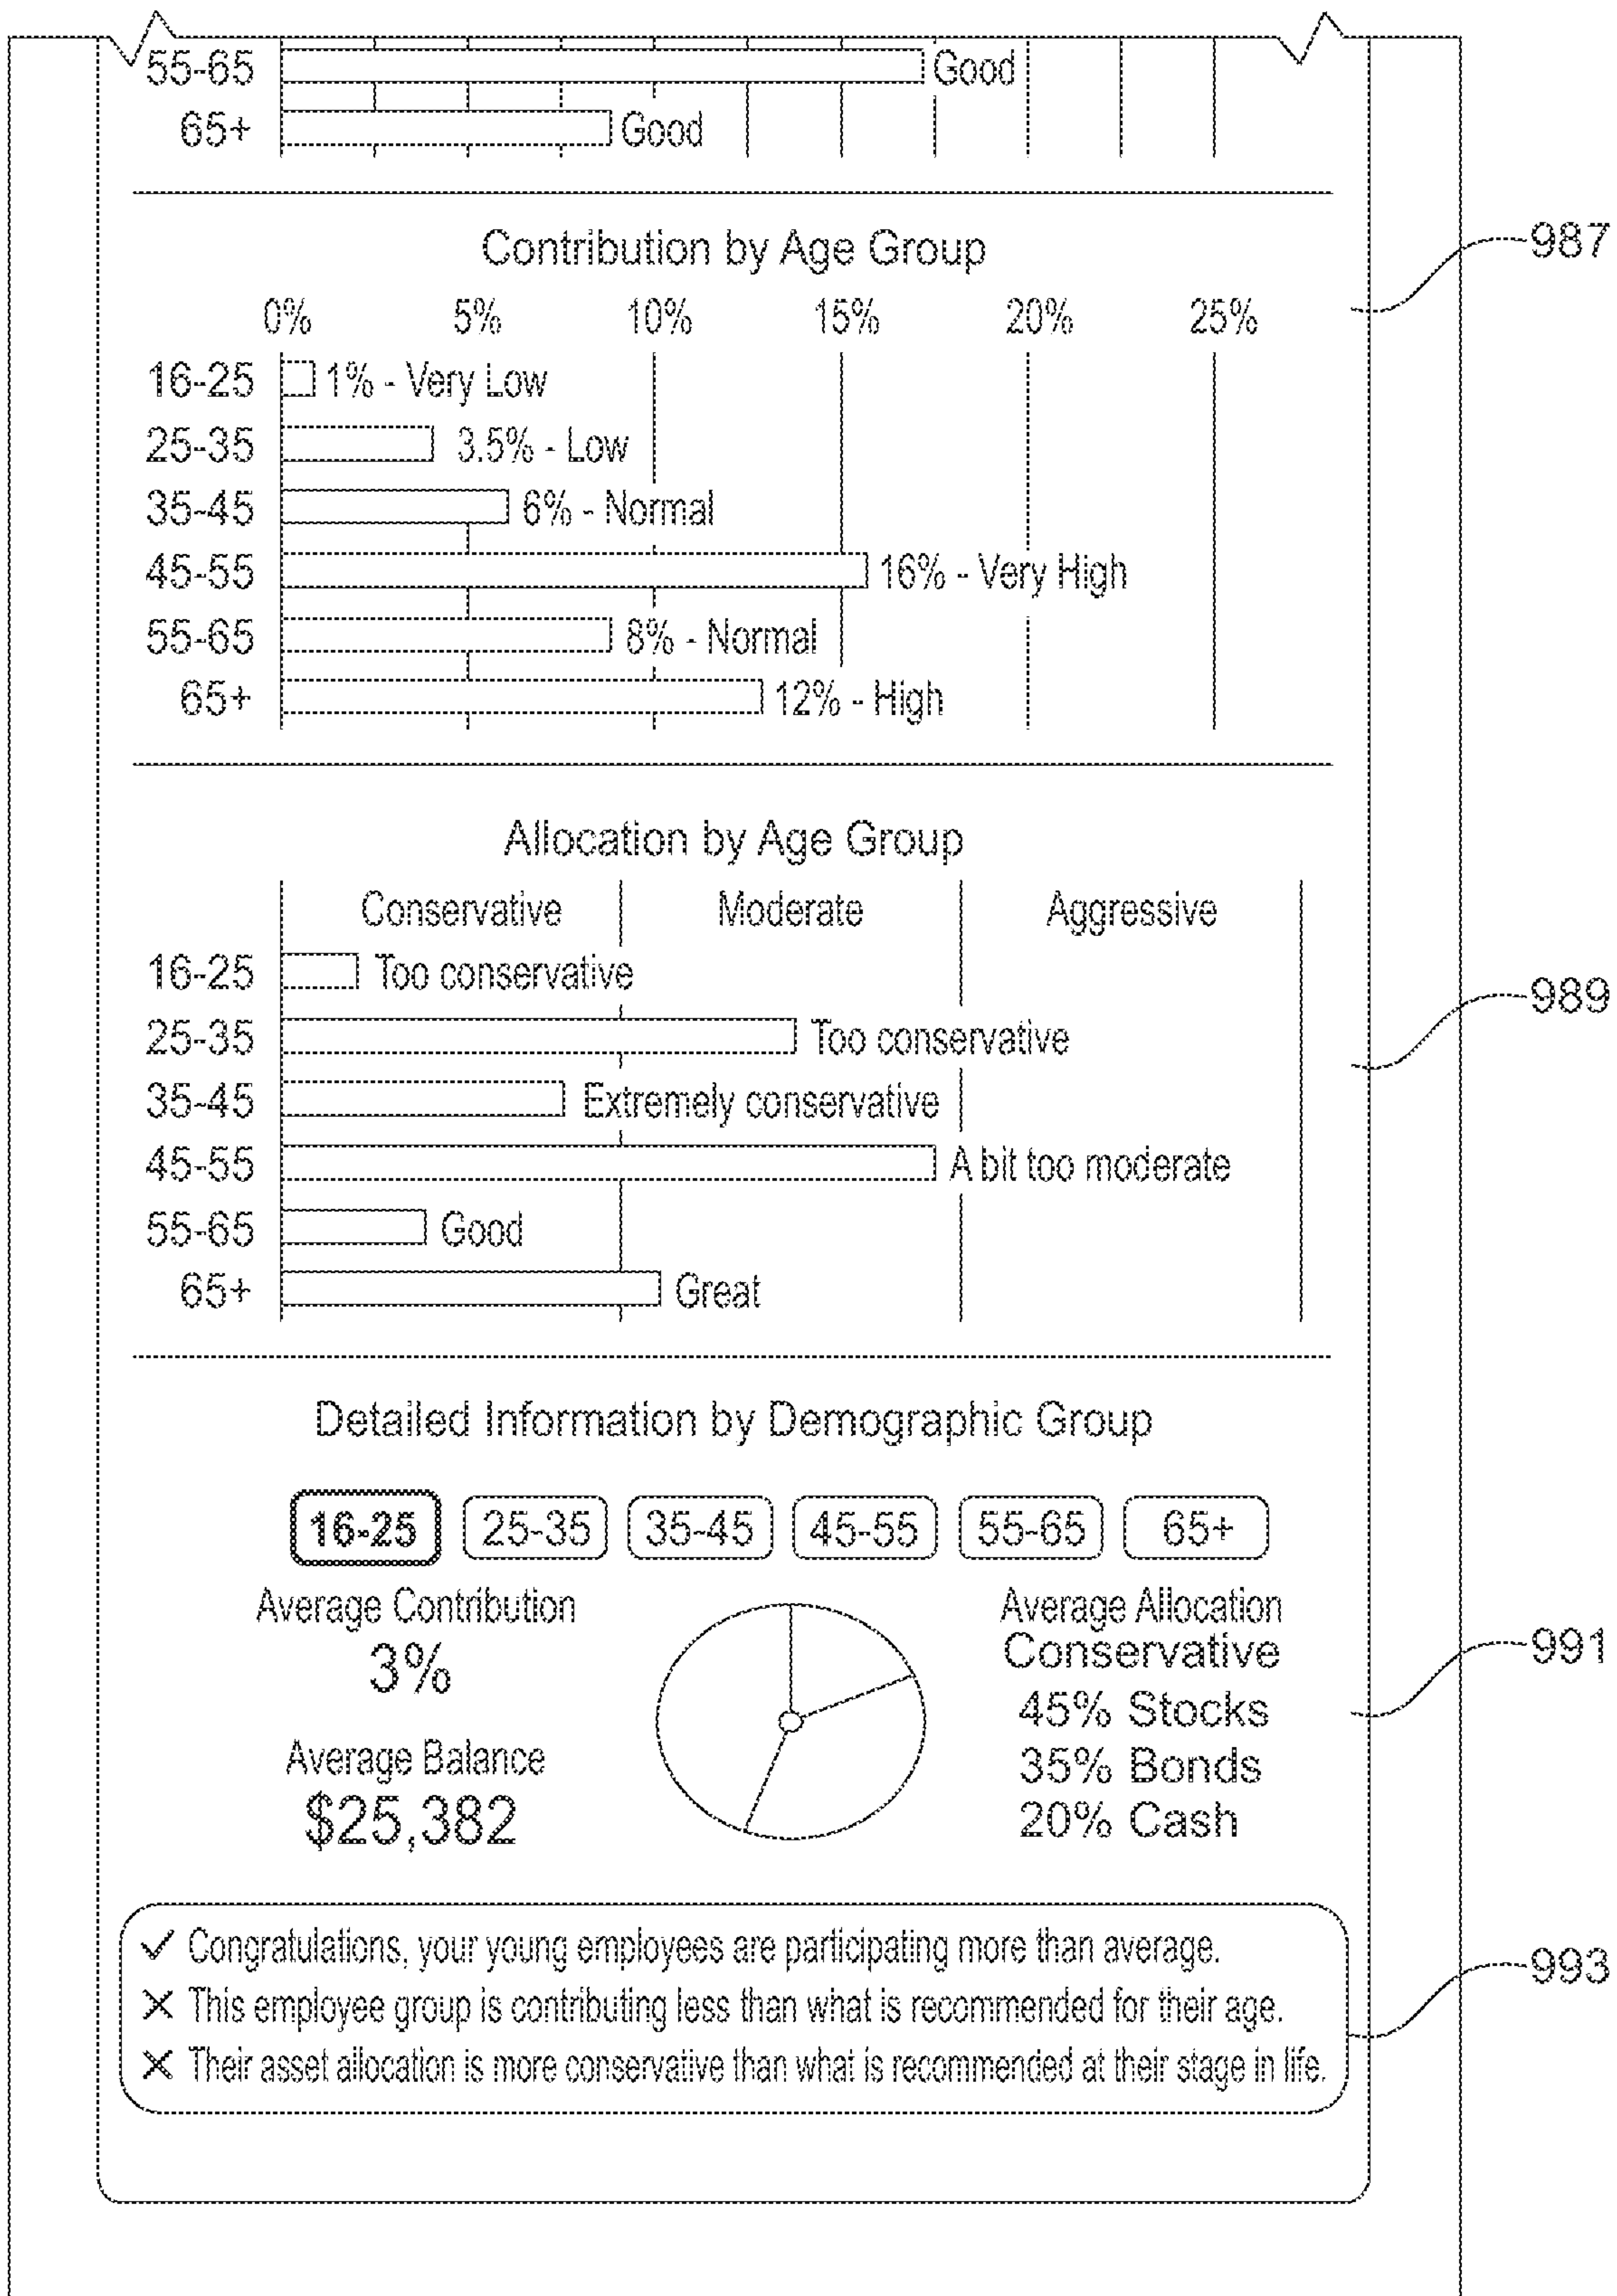 55-65 Good
65+ Good
Contribution by Age Group
987
0% 5% 10% 15% 20% 25%
16-25 1% - Very Low
25-35 3.5% - Low
35-45 6% - Normal
45-55 16% - Very High
55-65 8% - Normal
65+ 12% - High
Allocation by Age Group
Conservative Moderate Aggressive
16-25 Too conservative
989
25-35 Too conservative
35-45 Extremely conservative
45-55 A bit too moderate
55-65 Good
65+ Great
Detailed Information by Demographic Group
16-25 25-35 35-45 45-55 55-65 65+
Average Contribution
3%
Average Balance
$25,382
Average Allocation
Conservative
45% Stocks
35% Bonds
20% Cash
991
✓ Congratulations, your young employees are participating more than average.
✕ This employee group is contributing less than what is recommended for their age.
✕ Their asset allocation is more conservative than what is recommended at their stage in life.
993